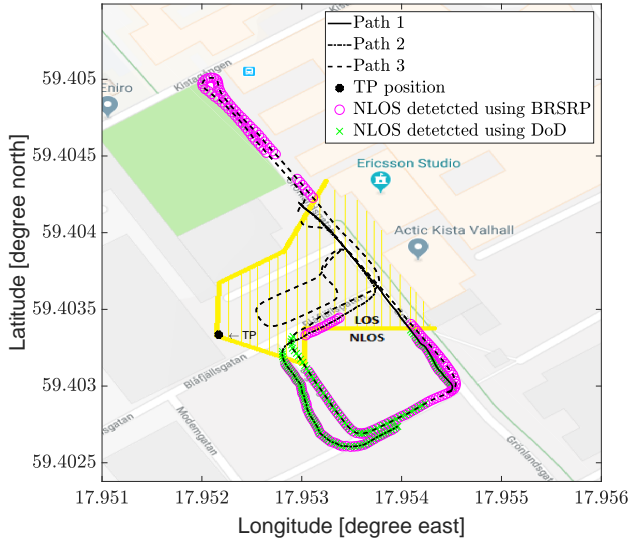 Path 1
Path 2
Path 3
TP position
NLOS detetcted using BRSRP
NLOS detetcted using DoD
Eniro
Ericsson Studio
Actic Kista Valhall
LOS
NLOS
← TP
Blåfjällsgatan
Modemgatan
Grönlandsgat
59.405
59.4045
59.404
59.4035
59.403
59.4025
Latitude [degree north]
17.951
17.952
17.953
17.954
17.955
17.956
Longitude [degree east]